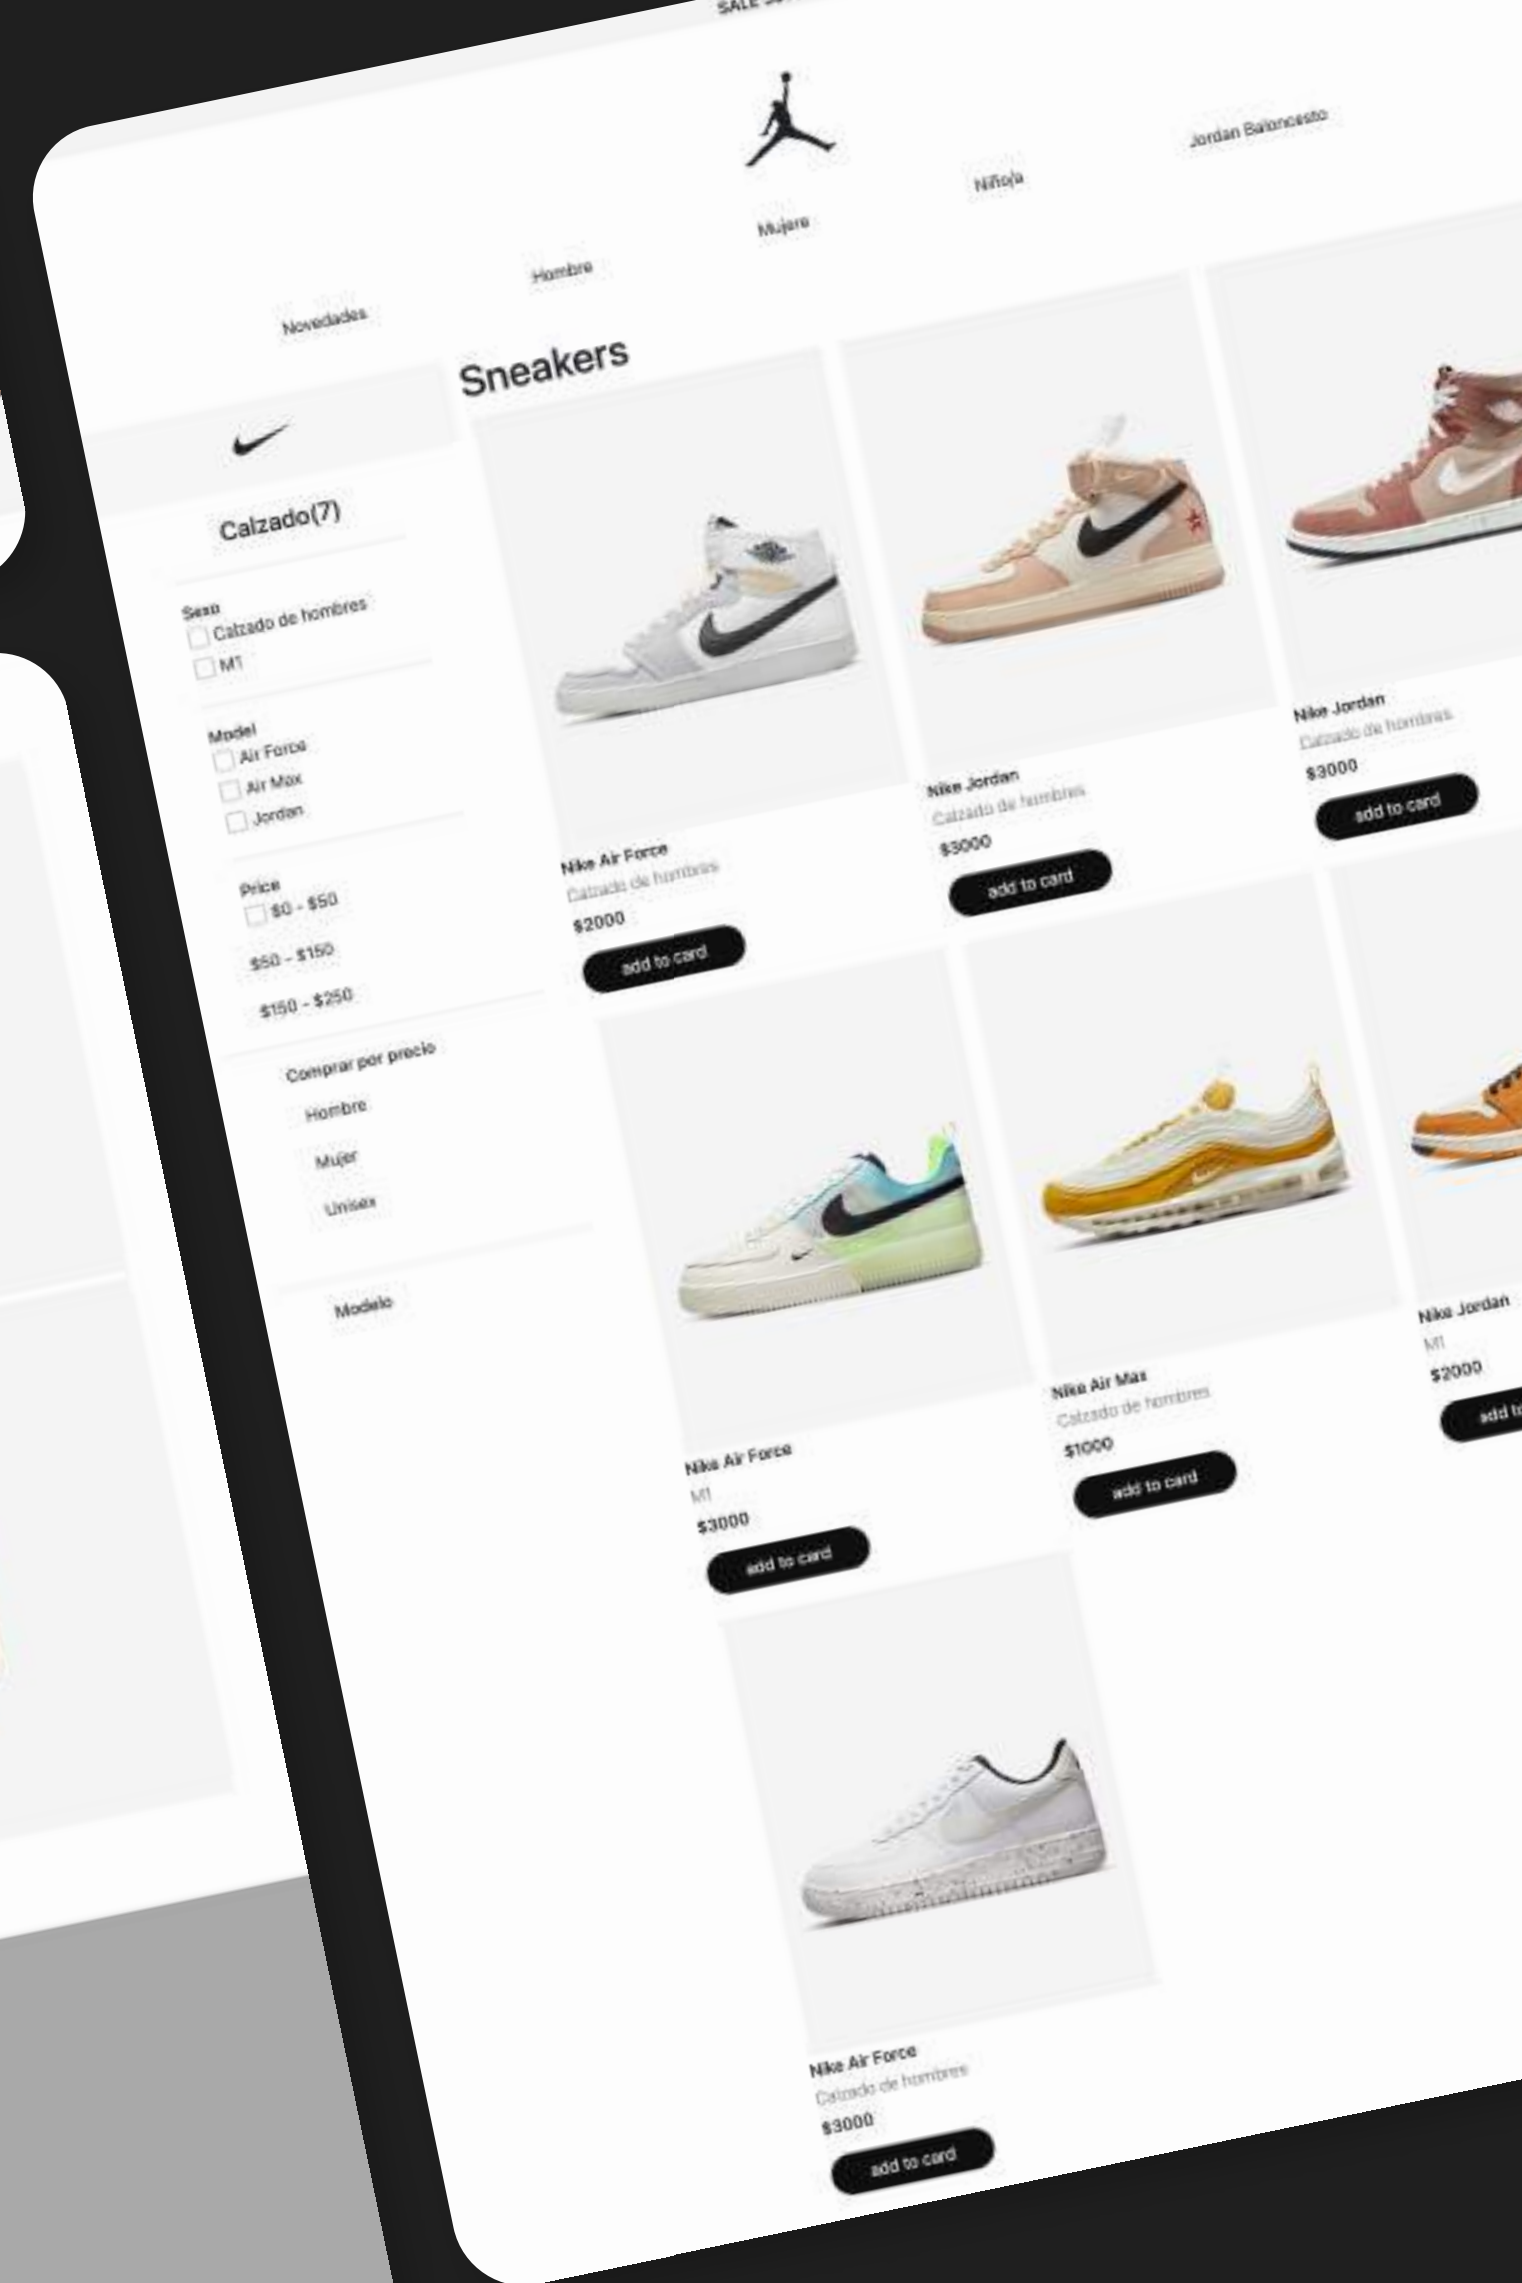 SALE
Jordan Baloncesto
Niño/a
Mujere
Hombre
Novedades
Sneakers
Calzado(7)
Sexo
Calzado de hombres
M1
Model
Air Force
Air Max
Jordan
Price
$0 - $50
$50 - $150
$150 - $250
Comprar por precio
Hombre
Mujer
Unisex
Modelo
Nike Air Force
Calzado de hombres
$2000
add to card
Nike Jordan
Calzado de hombres
$3000
add to card
Nike Jordan
Calzado de hombres
$3000
add to card
Nike Air Force
M1
$3000
add to card
Nike Air Max
Calzado de hombres
$1000
add to card
Nike Jordan
M1
$2000
add to
Nike Air Force
Calzado de hombres
$3000
add to card